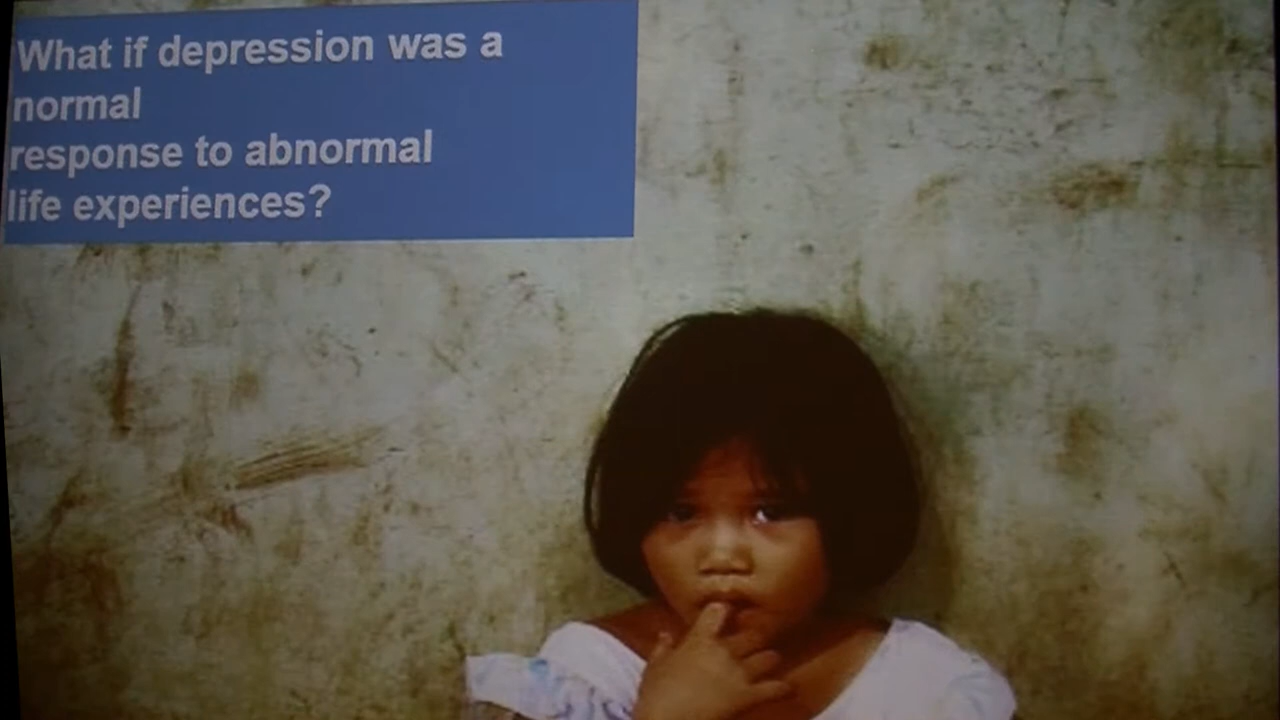 What if depression was a
normal
response to abnormal
life experiences?